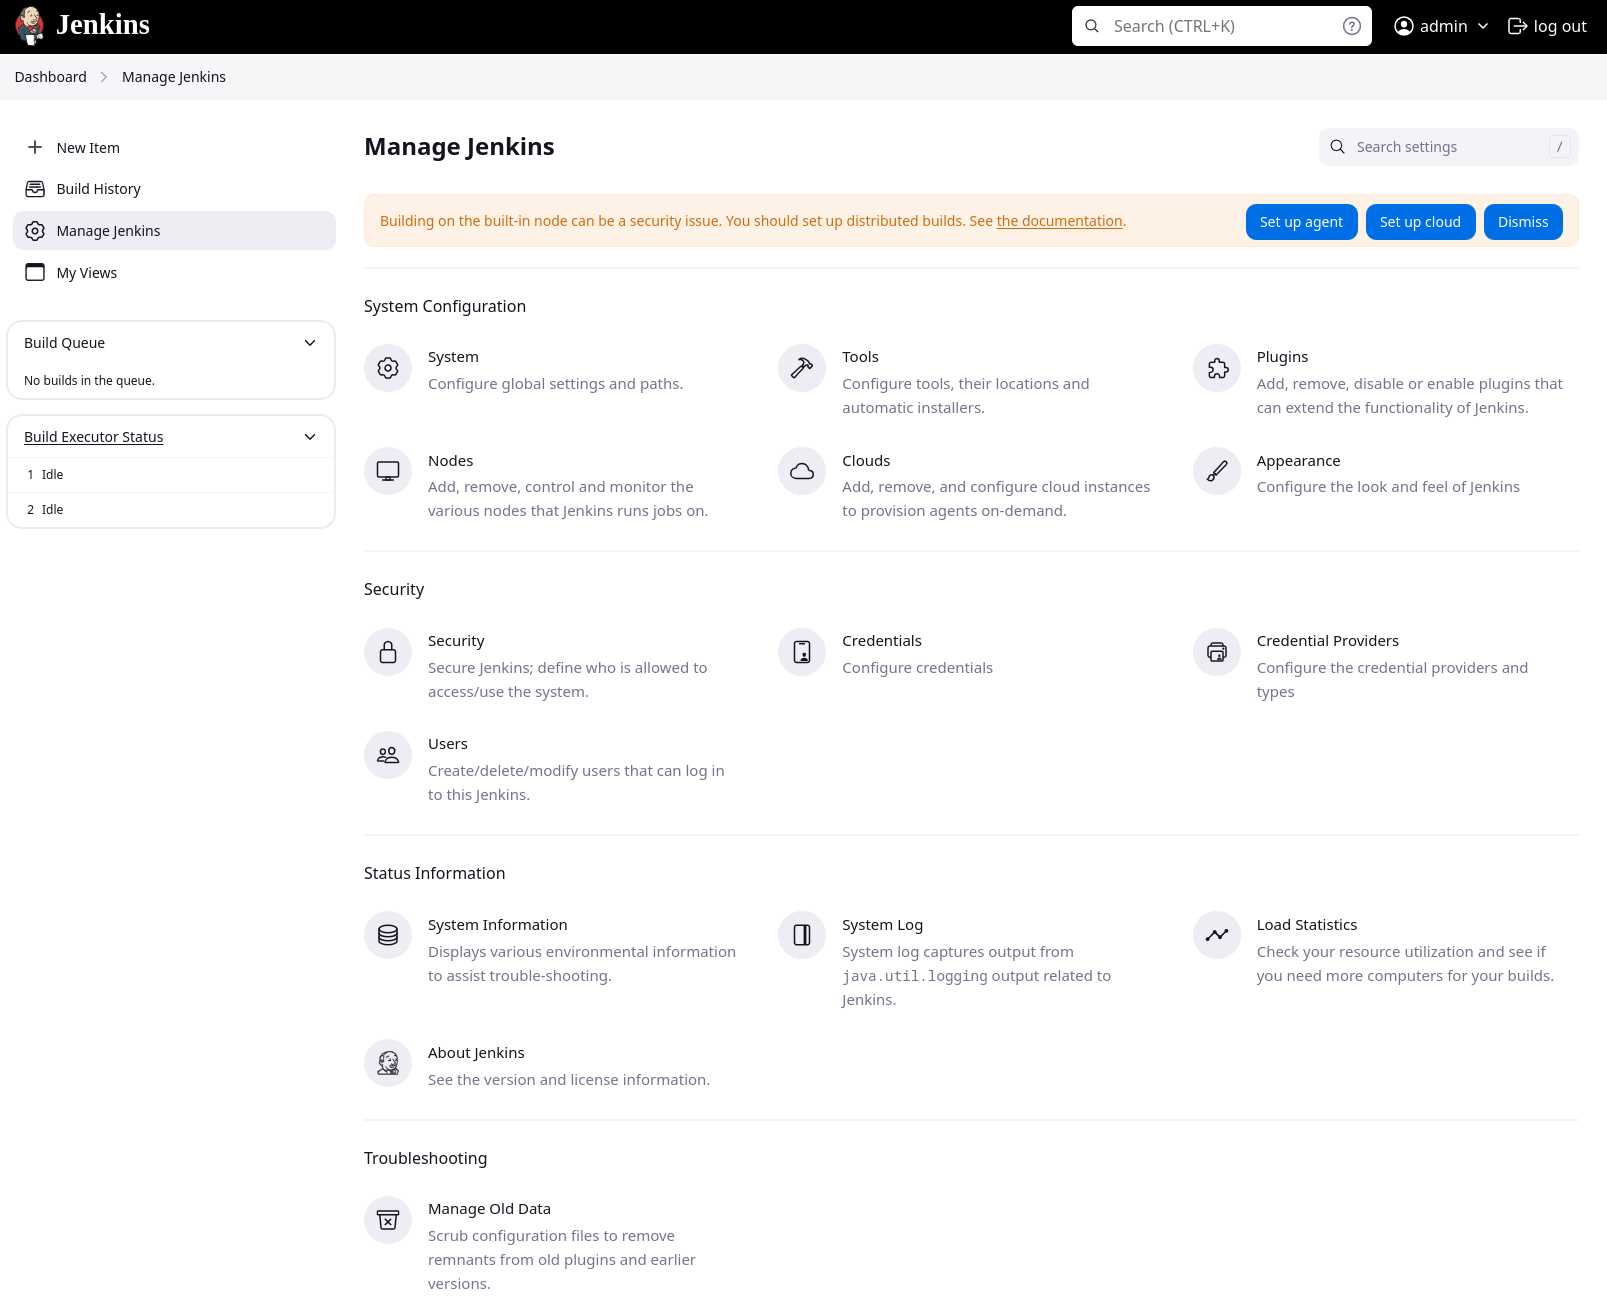 Jenkins
Search (CTRL+K)
admin
log out
Dashboard
Manage Jenkins
New Item
Build History
Manage Jenkins
My Views
Build Queue
No builds in the queue.
Build Executor Status
1 Idle
2 Idle
Manage Jenkins
Search settings
/
Building on the built-in node can be a security issue. You should set up distributed builds. See the documentation.
Set up agent
Set up cloud
Dismiss
System Configuration
System
Configure global settings and paths.
Tools
Configure tools, their locations and
automatic installers.
Plugins
Add, remove, disable or enable plugins that
can extend the functionality of Jenkins.
Nodes
Add, remove, control and monitor the
various nodes that Jenkins runs jobs on.
Clouds
Add, remove, and configure cloud instances
to provision agents on-demand.
Appearance
Configure the look and feel of Jenkins
Security
Security
Secure Jenkins; define who is allowed to
access/use the system.
Credentials
Configure credentials
Credential Providers
Configure the credential providers and
types
Users
Create/delete/modify users that can log in
to this Jenkins.
Status Information
System Information
Displays various environmental information
to assist trouble-shooting.
System Log
System log captures output from
java.util.logging output related to
Jenkins.
Load Statistics
Check your resource utilization and see if
you need more computers for your builds.
About Jenkins
See the version and license information.
Troubleshooting
Manage Old Data
Scrub configuration files to remove
remnants from old plugins and earlier
versions.